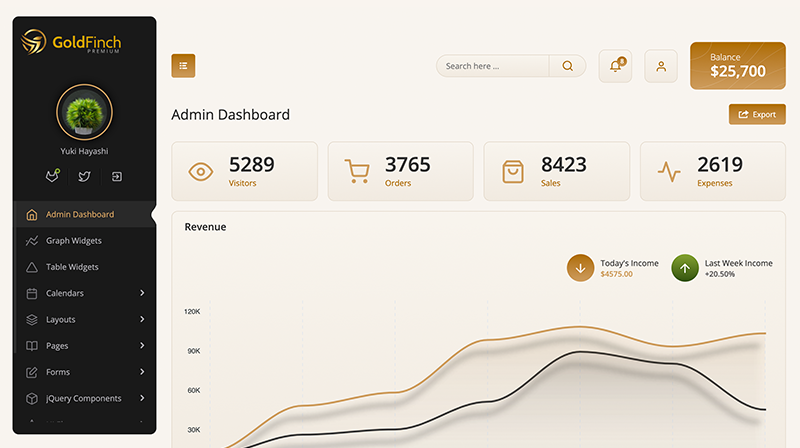 GoldFinch
PREMIUM
Yuki Hayashi
Admin Dashboard
Graph Widgets
Table Widgets
Calendars
Layouts
Pages
Forms
jQuery Components
Search here ...
8
Balance
$25,700
Admin Dashboard
Export
5289
Visitors
3765
Orders
8423
Sales
2619
Expenses
Revenue
Today's Income
$4575.00
Last Week Income
+20.50%
120K
90K
60K
30K